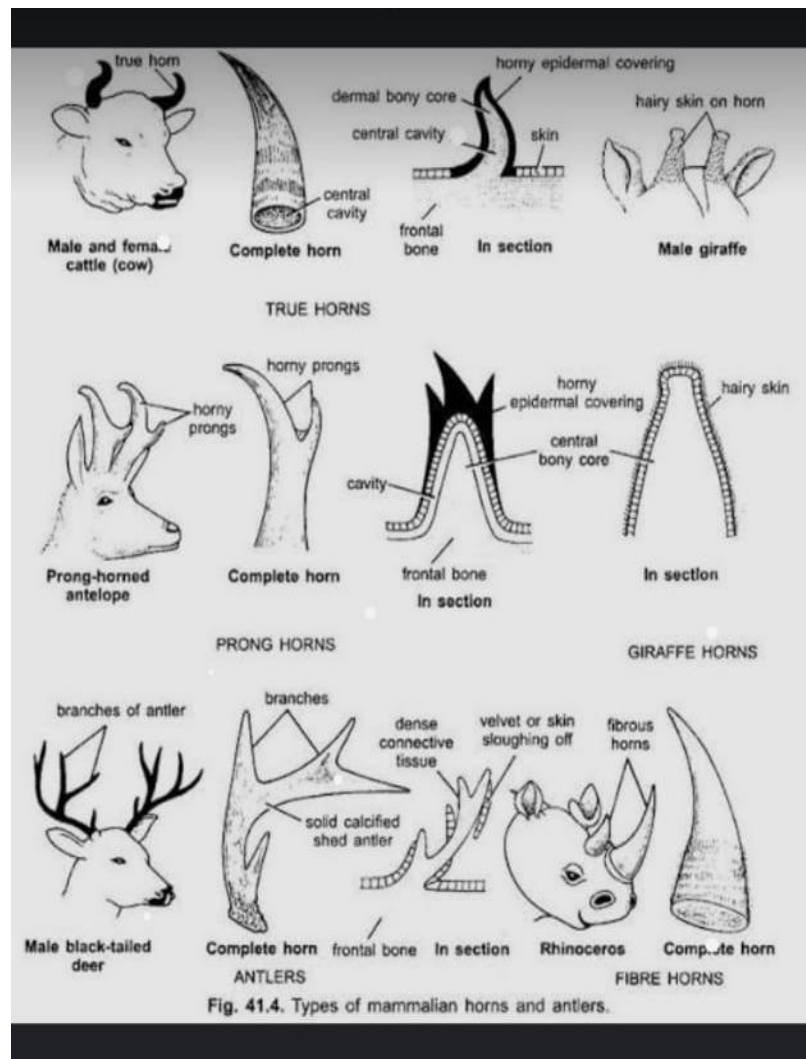 true horn
horny epidermal covering
dermal bony core
central cavity
skin
hairy skin on horn
central
cavity
frontal
bone
Male and female
cattle (cow)
Complete horn
In section
Male giraffe
TRUE HORNS
horny prongs
horny
prongs
horny
epidermal covering
hairy skin
central
bony core
cavity
frontal bone
Prong-horned
antelope
Complete horn
In section
In section
PRONG HORNS
GIRAFFE HORNS
branches of antler
branches
dense
connective
tissue
velvet or skin
sloughing off
fibrous
horns
solid calcified
shed antler
Male black-tailed
deer
Complete horn
frontal bone
In section
Rhinoceros
Complete horn
ANTLERS
FIBRE HORNS
Fig. 41.4. Types of mammalian horns and antlers.